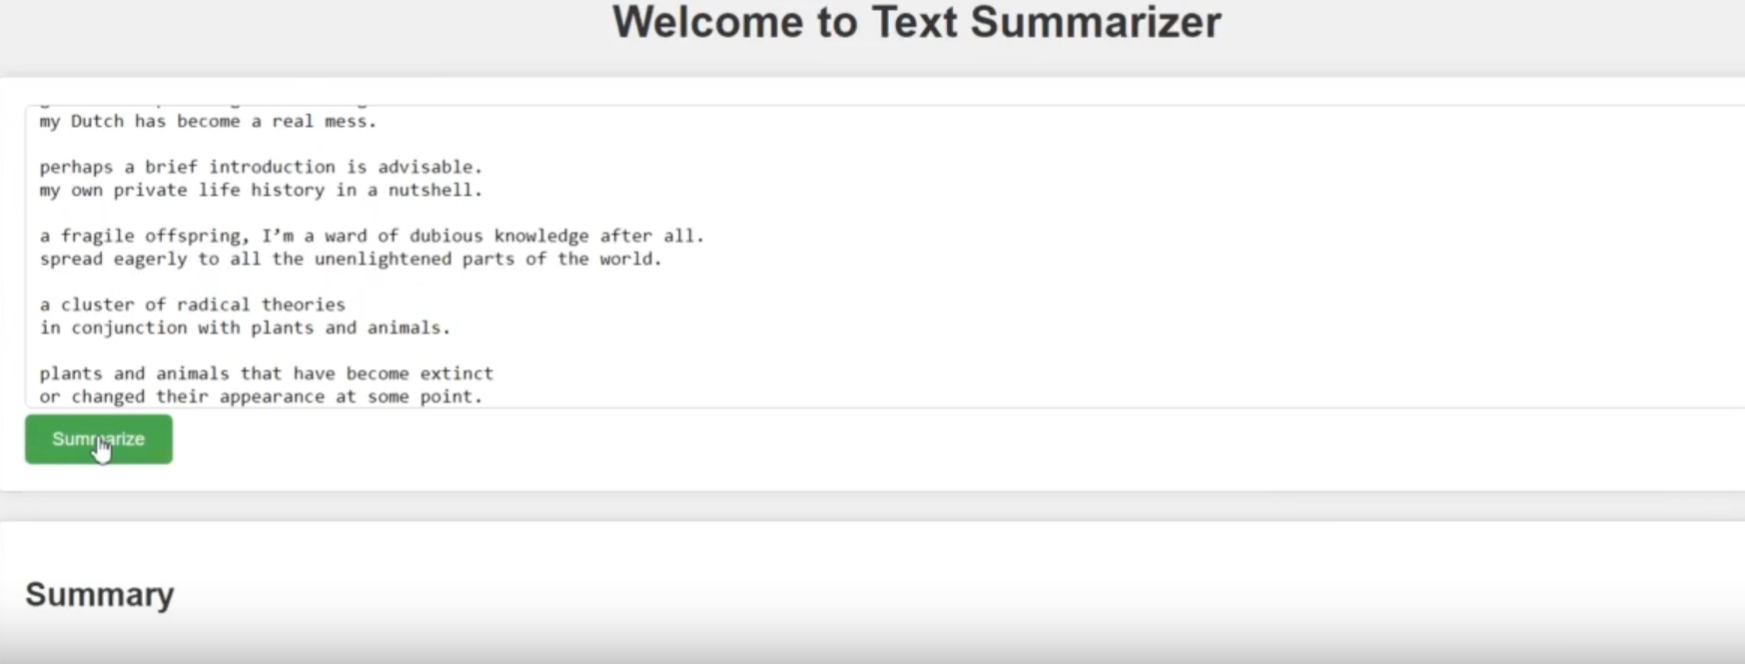 Welcome to Text Summarizer
my Dutch has become a real mess.
perhaps a brief introduction is advisable.
my own private life history in a nutshell.
a fragile offspring, I’m a ward of dubious knowledge after all.
spread eagerly to all the unenlightened parts of the world.
a cluster of radical theories
in conjunction with plants and animals.
plants and animals that have become extinct
or changed their appearance at some point.
Summarize
Summary